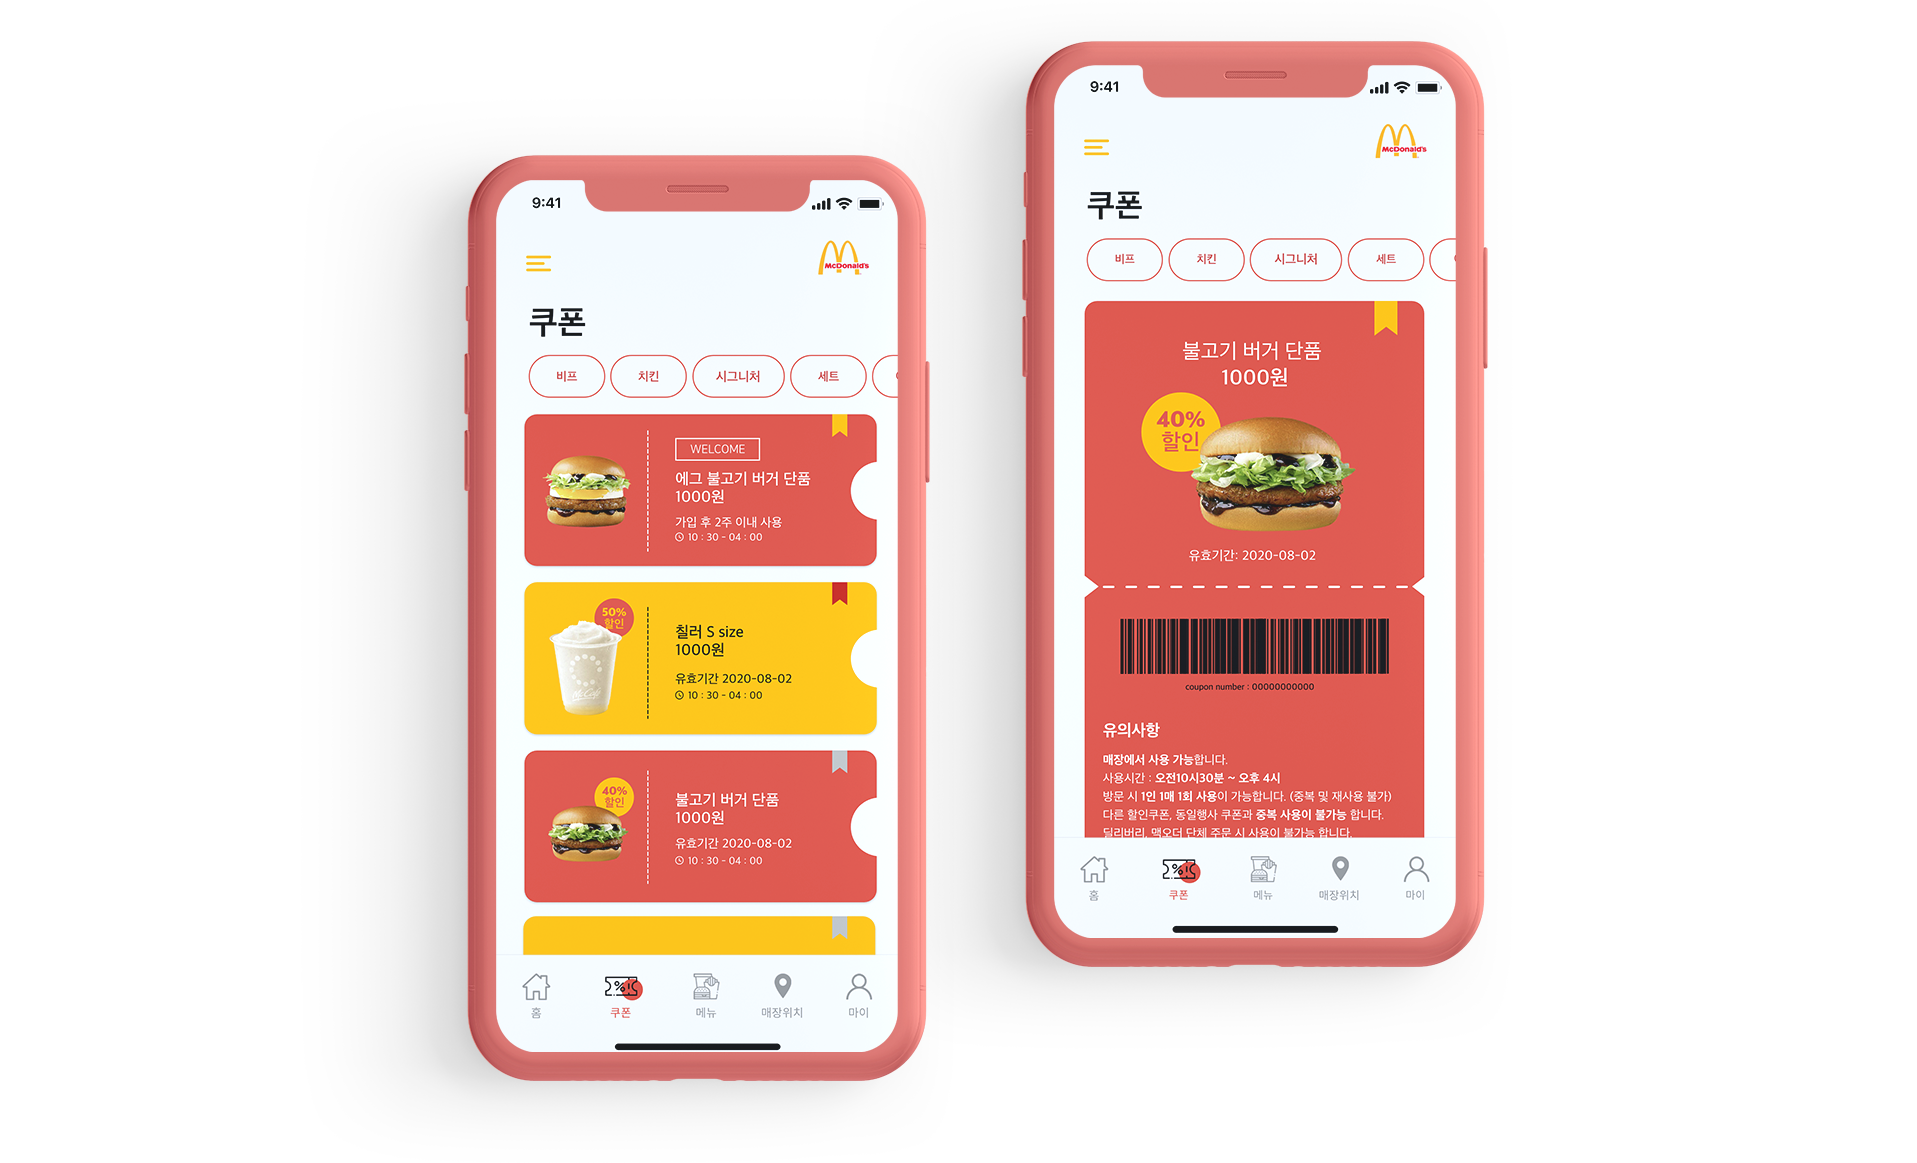 9:41
McDonald's
쿠폰
비프
치킨
시그니처
세트
WELCOME
에그 불고기 버거 단품
1000원
가입 후 2주 이내 사용
10 : 30 - 04 : 00
50%
할인
McCafé
칠러 S size
1000원
유효기간 2020-08-02
10 : 30 - 04 : 00
40%
할인
불고기 버거 단품
1000원
유효기간 2020-08-02
10 : 30 - 04 : 00
홈
쿠폰
메뉴
매장위치
마이
9:41
McDonald's
쿠폰
비프
치킨
시그니처
세트
불고기 버거 단품
1000원
40%
할인
유효기간: 2020-08-02
coupon number : 00000000000
유의사항
매장에서 사용 가능합니다.
사용시간 : 오전10시30분 ~ 오후 4시
방문 시 1인 1매 1회 사용이 가능합니다. (중복 및 재사용 불가)
다른 할인쿠폰, 동일행사 쿠폰과 중복 사용이 불가능 합니다.
딜리버리, 맥오더 단체 주문 시 사용이 불가능 합니다.
홈
쿠폰
메뉴
매장위치
마이